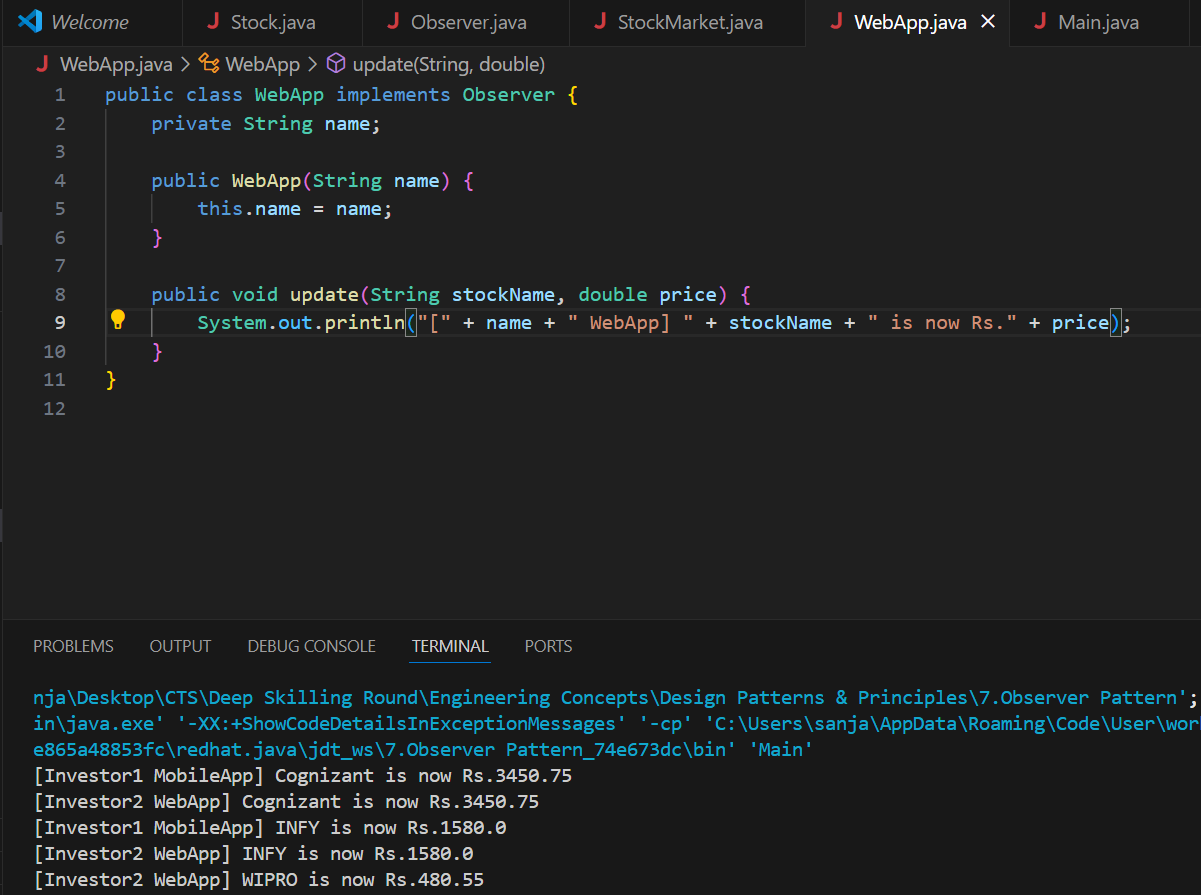 Welcome
Stock.java
Observer.java
StockMarket.java
WebApp.java
Main.java
WebApp.java > WebApp > update(String, double)
1 public class WebApp implements Observer {
2 private String name;
3
4 public WebApp(String name) {
5 this.name = name;
6 }
7
8 public void update(String stockName, double price) {
9 System.out.println("[" + name + " WebApp] " + stockName + " is now Rs." + price);
10 }
11 }
12
PROBLEMS OUTPUT DEBUG CONSOLE TERMINAL PORTS
nja\Desktop\CTS\Deep Skilling Round\Engineering Concepts\Design Patterns & Principles\7.Observer Pattern';
in\java.exe' '-XX:+ShowCodeDetailsInExceptionMessages' '-cp' 'C:\Users\sanja\AppData\Roaming\Code\User\wor
e865a48853fc\redhat.java\jdt_ws\7.Observer Pattern_74e673dc\bin' 'Main'
[Investor1 MobileApp] Cognizant is now Rs.3450.75
[Investor2 WebApp] Cognizant is now Rs.3450.75
[Investor1 MobileApp] INFY is now Rs.1580.0
[Investor2 WebApp] INFY is now Rs.1580.0
[Investor2 WebApp] WIPRO is now Rs.480.55